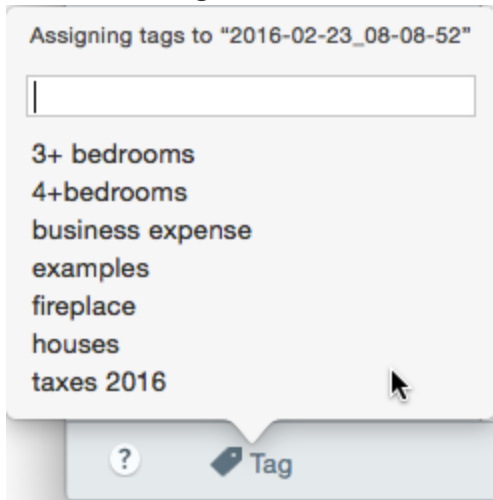 Assigning tags to “2016-02-23_08-08-52”
3+ bedrooms
4+bedrooms
business expense
examples
fireplace
houses
taxes 2016
? Tag